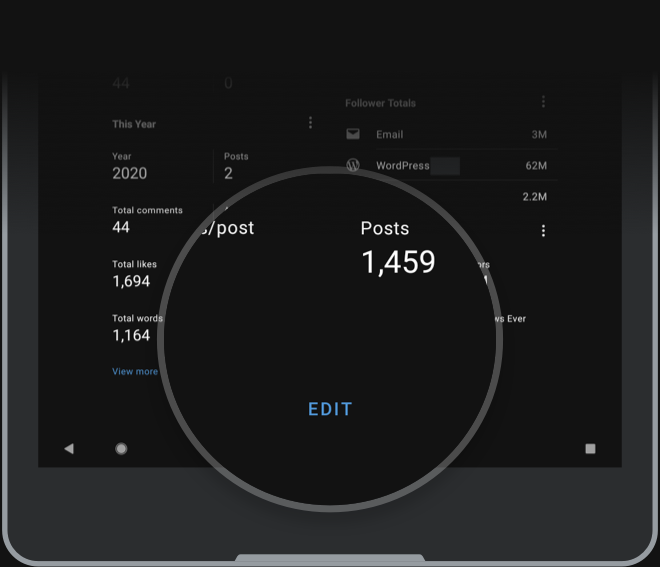 44
0
This Year
Year
2020
Posts
2
Total comments
44
Total likes
1,694
Total words
1,164
View more
Follower Totals
Email
3M
WordPress
62M
2.2M
/post
Posts
1,459
ws Ever
EDIT